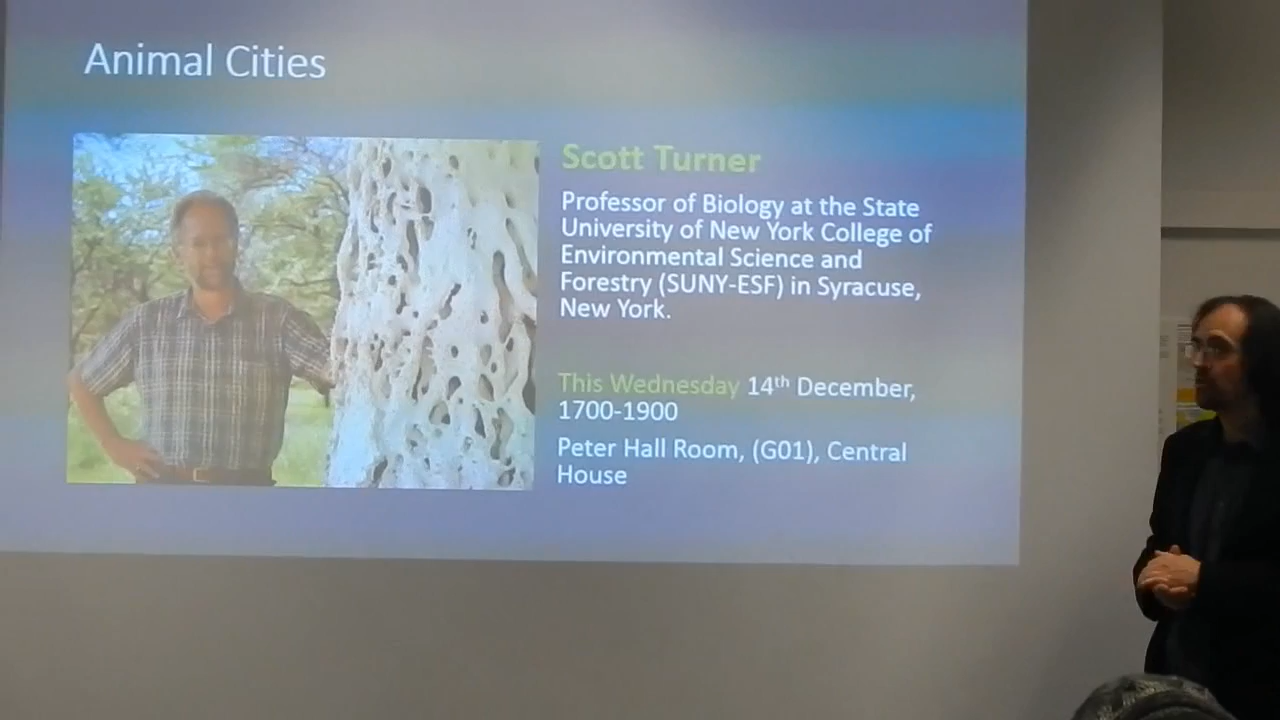 Animal Cities
Scott Turner
Professor of Biology at the State
University of New York College of
Environmental Science and
Forestry (SUNY-ESF) in Syracuse,
New York.
This Wednesday 14th December,
1700-1900
Peter Hall Room, (G01), Central
House